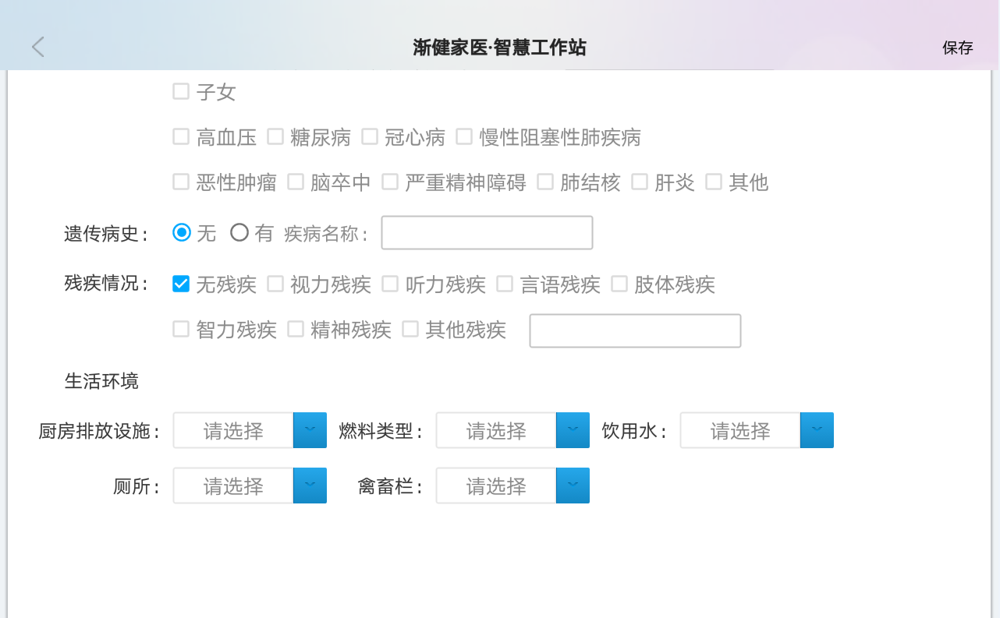 渐健家医·智慧工作站 保存
子女
高血压 糖尿病 冠心病 慢性阻塞性肺疾病
恶性肿瘤 脑卒中 严重精神障碍 肺结核 肝炎 其他
遗传病史: 无 有 疾病名称:
残疾情况: 无残疾 视力残疾 听力残疾 言语残疾 肢体残疾
智力残疾 精神残疾 其他残疾
生活环境
厨房排放设施: 请选择 燃料类型: 请选择 饮用水: 请选择
厕所: 请选择 禽畜栏: 请选择